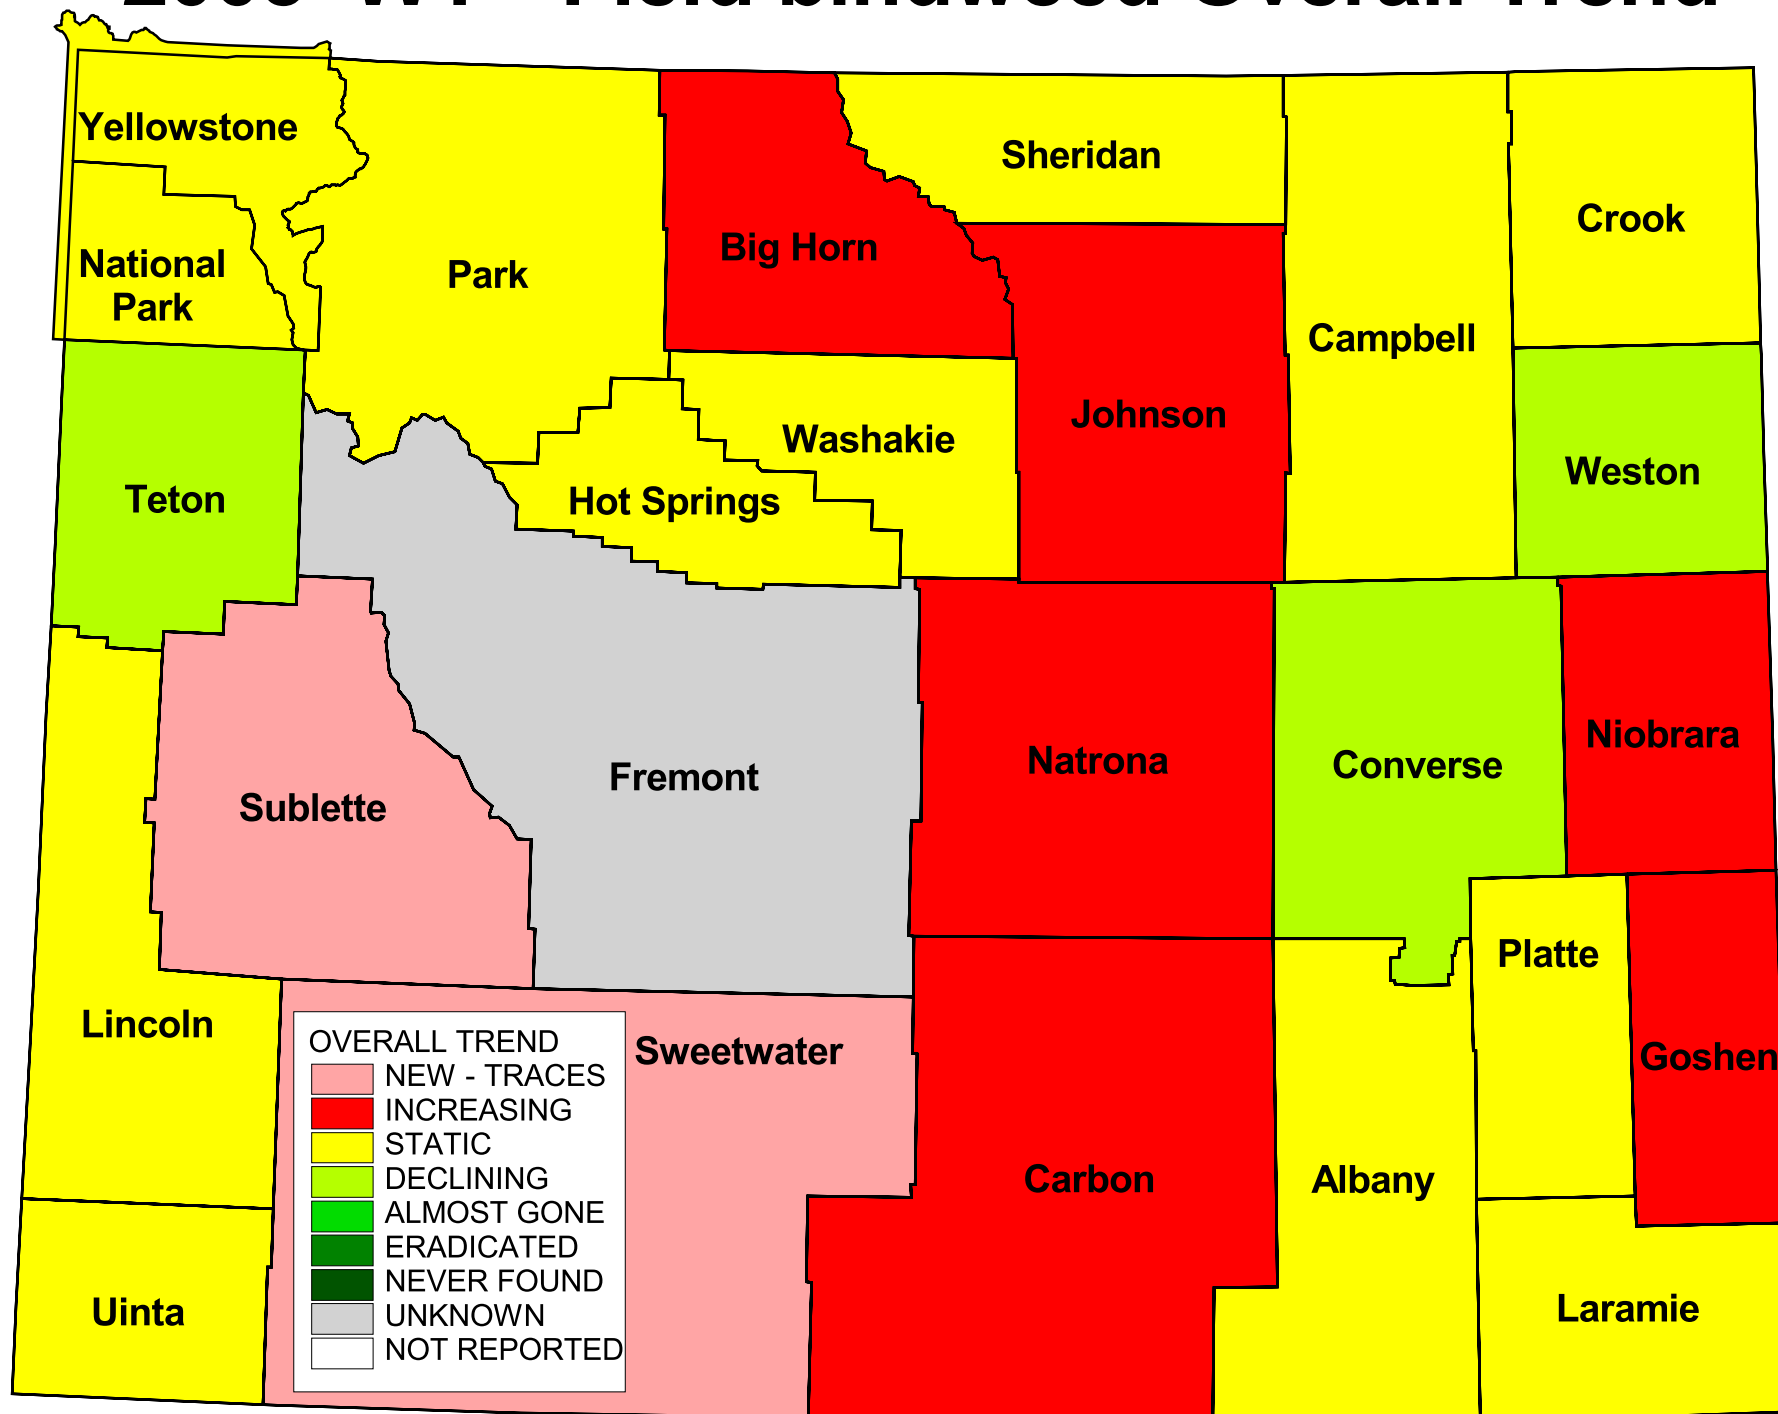 Yellowstone
National
Park
Park
Big Horn
Sheridan
Crook
Campbell
Johnson
Washakie
Hot Springs
Weston
Teton
Sublette
Fremont
Natrona
Converse
Niobrara
Platte
Goshen
Lincoln
Sweetwater
Carbon
Albany
Laramie
Uinta
OVERALL TREND
NEW - TRACES
INCREASING
STATIC
DECLINING
ALMOST GONE
ERADICATED
NEVER FOUND
UNKNOWN
NOT REPORTED